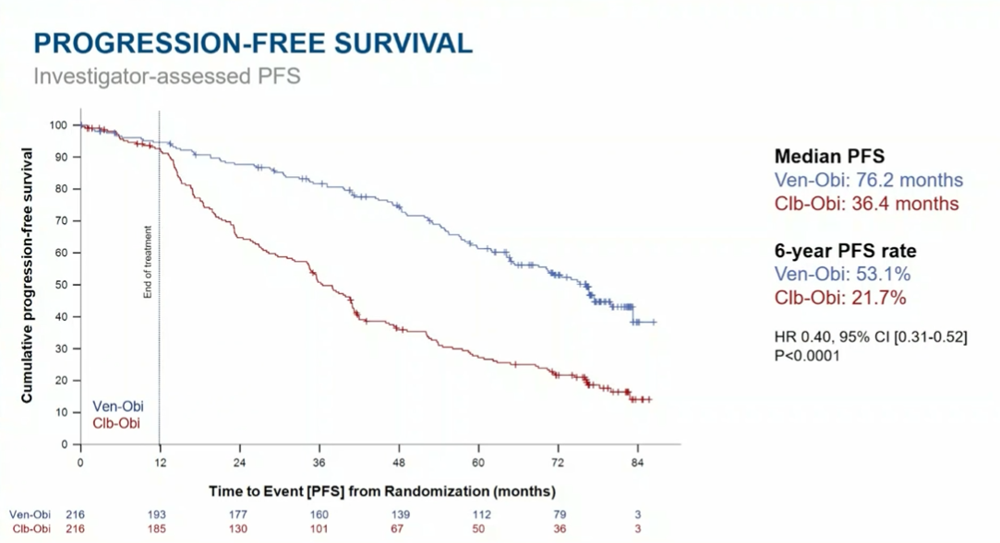 PROGRESSION-FREE SURVIVAL
Investigator-assessed PFS
Cumulative progression-free survival
100
90
80
70
60
50
40
30
20
10
0
End of treatment
Ven-Obi
Clb-Obi
0 12 24 36 48 60 72 84
Time to Event [PFS] from Randomization (months)
Ven-Obi 216 193 177 160 139 112 79 3
Clb-Obi 216 185 130 101 67 50 36 3
Median PFS
Ven-Obi: 76.2 months
Clb-Obi: 36.4 months
6-year PFS rate
Ven-Obi: 53.1%
Clb-Obi: 21.7%
HR 0.40, 95% CI [0.31-0.52]
P<0.0001